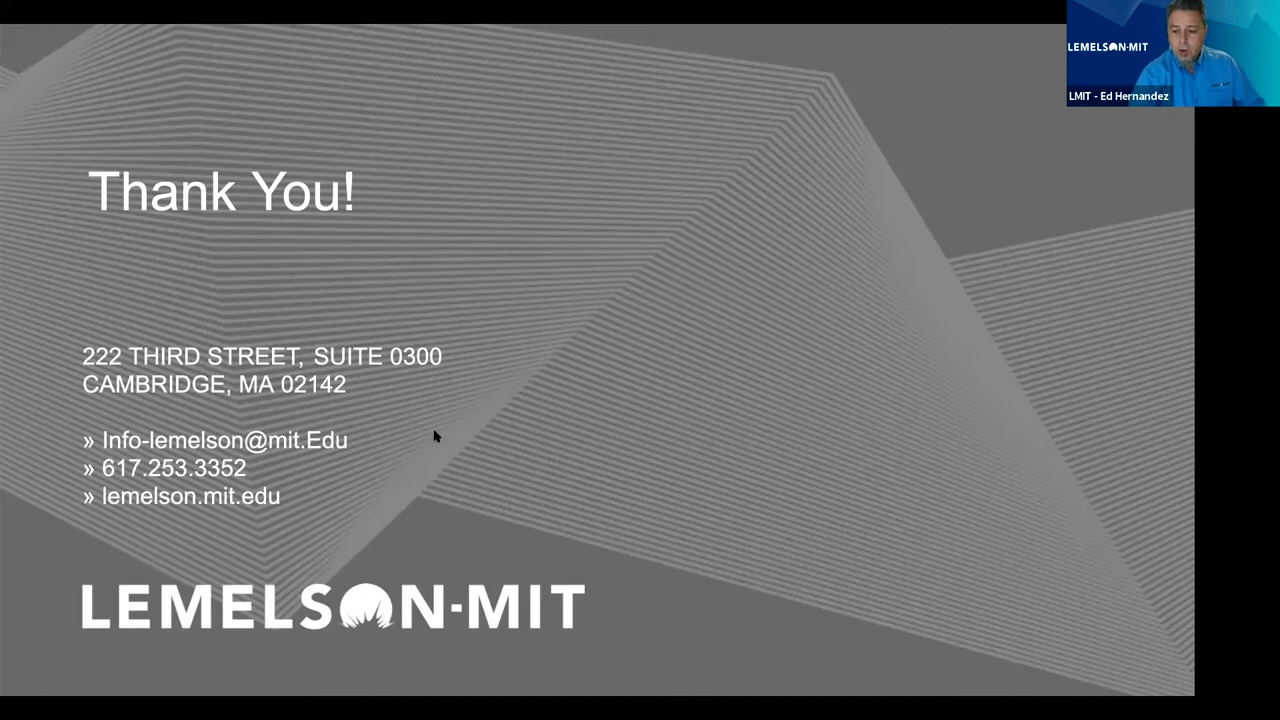 LEMELSON-MIT
LMIT - Ed Hernandez
Thank You!
222 THIRD STREET, SUITE 0300
CAMBRIDGE, MA 02142
» Info-lemelson@mit.Edu
» 617.253.3352
» lemelson.mit.edu
LEMELSON-MIT